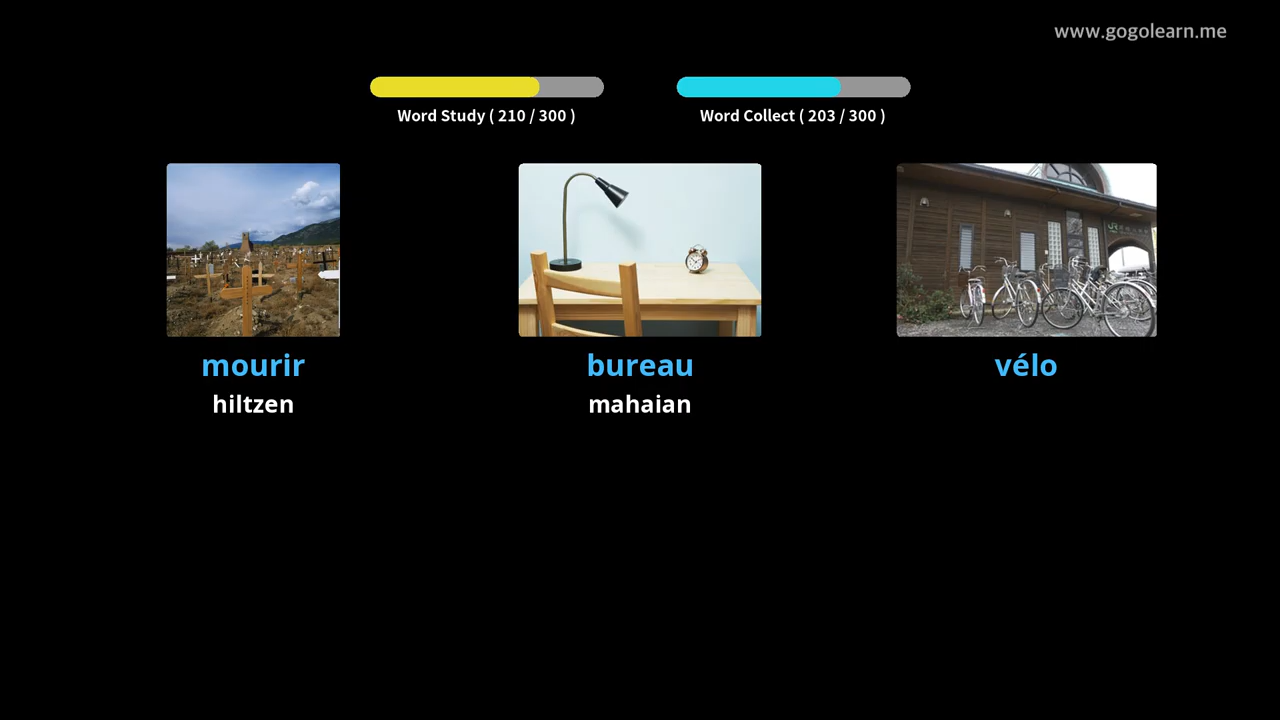 www.gogolearn.me
Word Study ( 210 / 300 )
Word Collect ( 203 / 300 )
mourir
bureau
vélo
hiltzen
mahaian